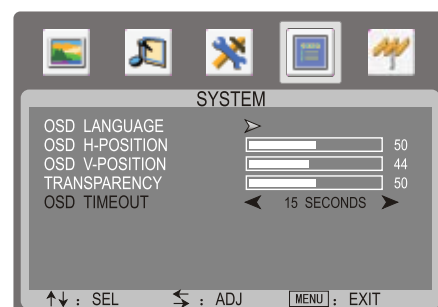 SYSTEM
OSD LANGUAGE
OSD H-POSITION 50
OSD V-POSITION 44
TRANSPARENCY 50
OSD TIMEOUT 15 SECONDS
: SEL : ADJ MENU : EXIT